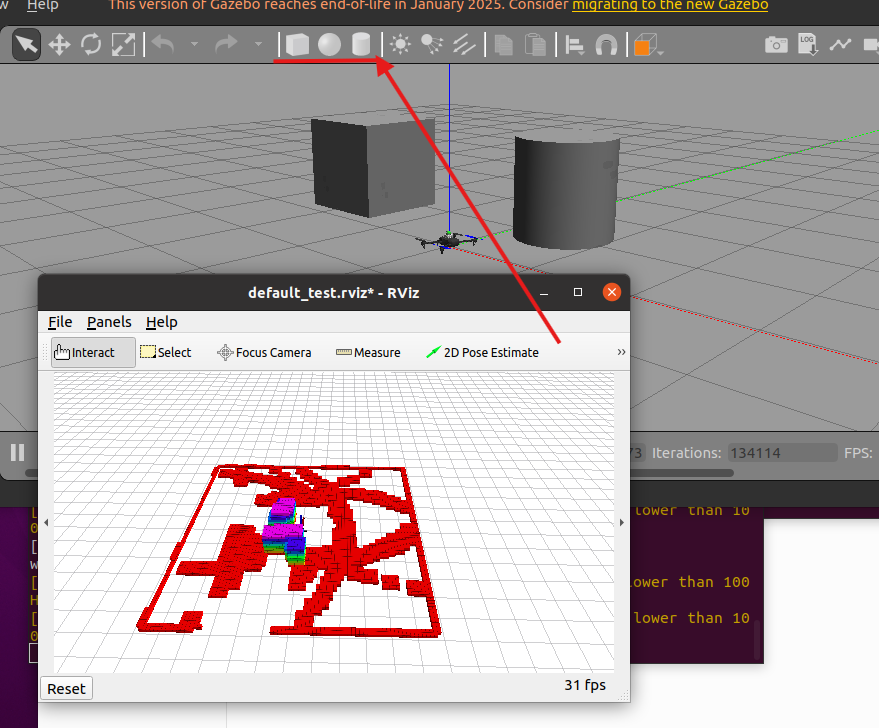 Help
This version of Gazebo reaches end-of-life in January 2025. Consider migrating to the new Gazebo
LOG
default_test.rviz* - RViz
File Panels Help
Interact Select Focus Camera Measure 2D Pose Estimate »
73 Iterations: 134114 FPS:
[ lower than 10
0
[
w
[ lower than 100
H
[ lower than 10
0
Reset 31 fps